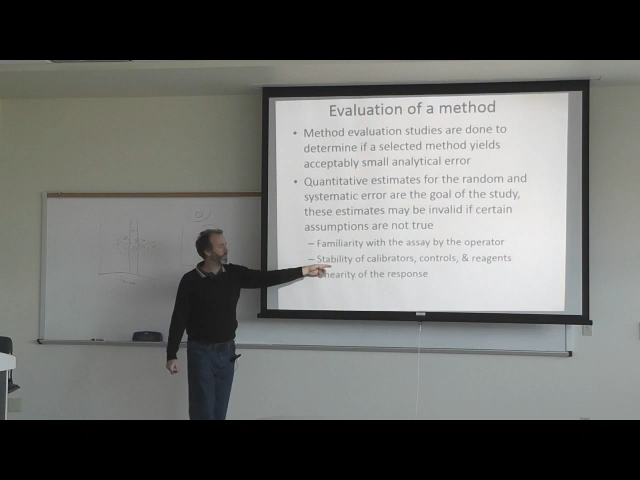 Evaluation of a method
• Method evaluation studies are done to
determine if a selected method yields
acceptably small analytical error
• Quantitative estimates for the random and
systematic error are the goal of the study,
these estimates may be invalid if certain
assumptions are not true
– Familiarity with the assay by the operator
– Stability of calibrators, controls, & reagents
of the response